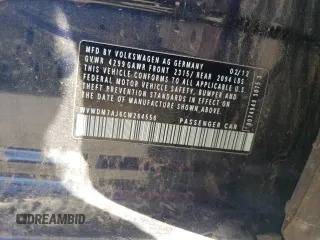 MFD BY VOLKSWAGEN AG GERMANY 02/12
GVWR 4299 GAWR FRONT 2315/ REAR 2094 LBS
THIS VEHICLE CONFORMS TO ALL APPLICABLE U.S.
FEDERAL MOTOR VEHICLE SAFETY, BUMPER AND
THEFT PREVENTION STANDARDS IN EFFECT ON
THE DATE OF MANUFACTURE SHOWN ABOVE
PASSENGER CAR
DREAMBID